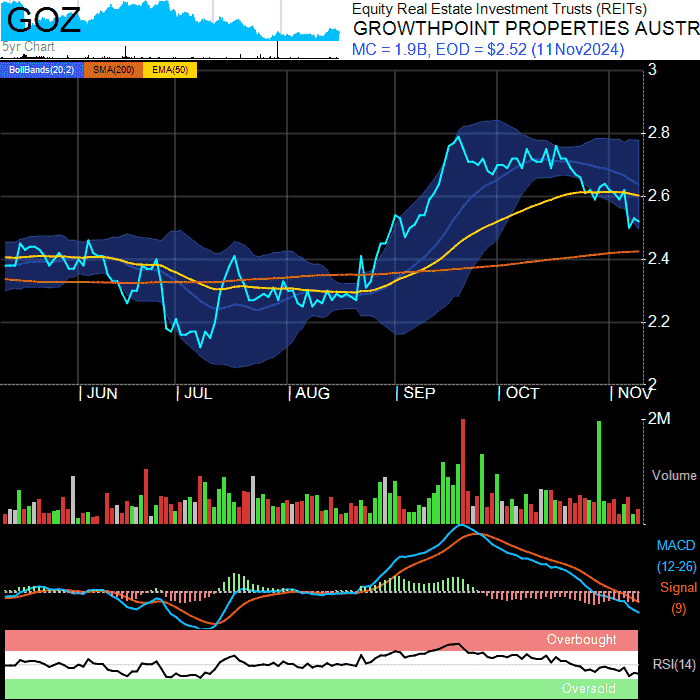 GOZ
Equity Real Estate Investment Trusts (REITs)
GROWTHPOINT PROPERTIES AUSTR
5yr Chart
MC = 1.9B, EOD = $2.52 (11Nov2024)
BollBands(20,2) SMA(200) EMA(50)
3
2.8
2.6
2.4
2.2
2
| JUN | JUL | AUG | SEP | OCT | NOV
2M
Volume
MACD
(12-26)
Signal
(9)
Overbought
RSI(14)
Oversold